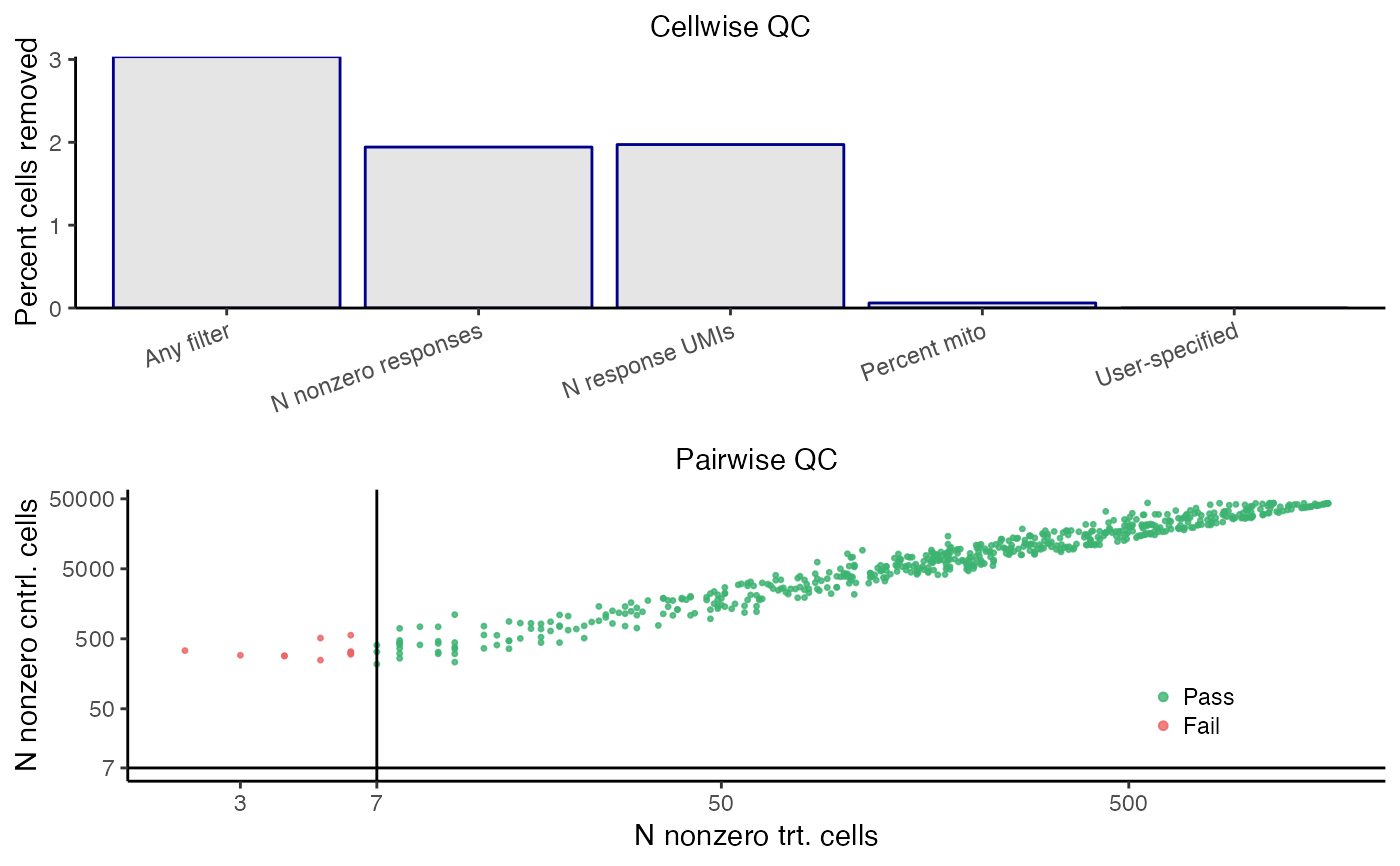 Cellwise QC
Percent cells removed
3
2
1
0
Any filter
N nonzero responses
N response UMIs
Percent mito
User-specified
Pairwise QC
N nonzero cntrl. cells
50000
5000
500
50
7
Pass
Fail
3
7
50
500
N nonzero trt. cells